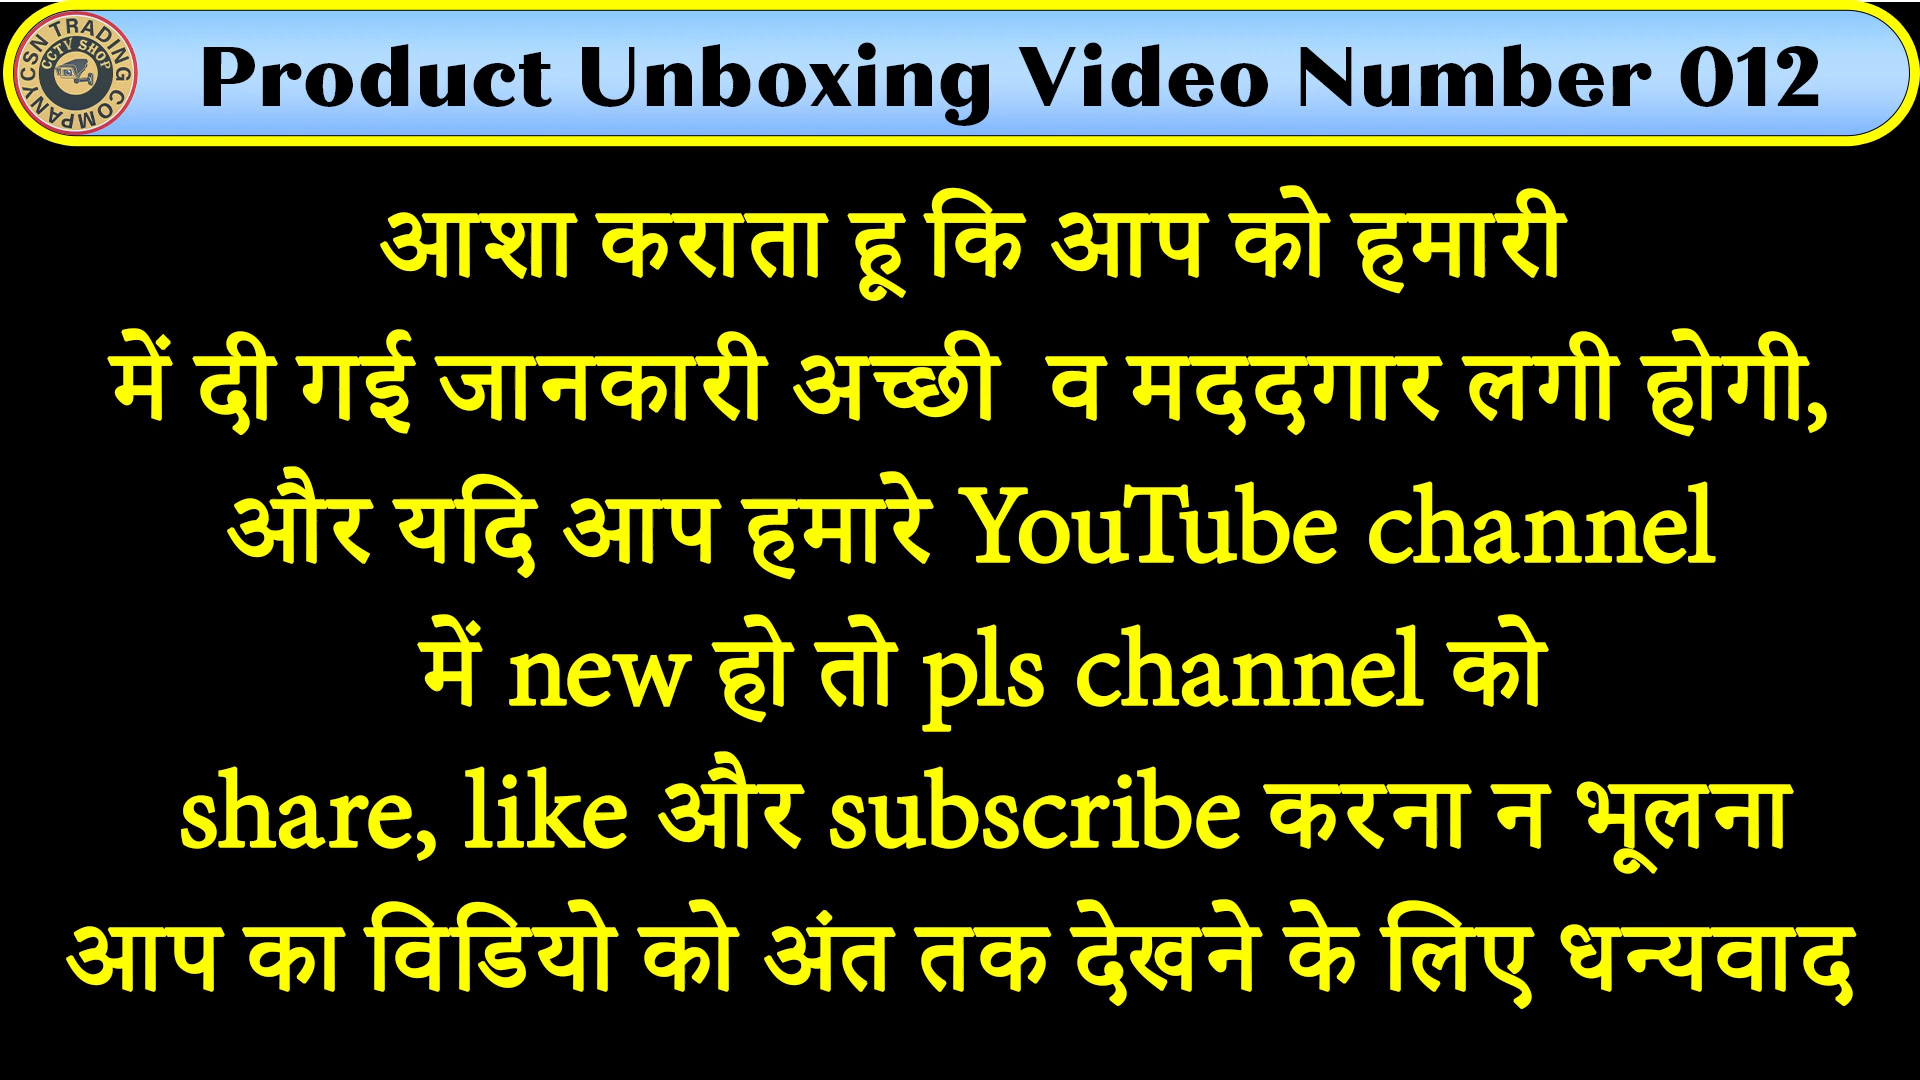 CSN TRADING COMPANY
CCTV SHOP
Product Unboxing Video Number 012
आशा कराता हू कि आप को हमारी
में दी गई जानकारी अच्छी व मददगार लगी होगी,
और यदि आप हमारे YouTube channel
में new हो तो pls channel को
share, like और subscribe करना न भूलना
आप का विडियो को अंत तक देखने के लिए धन्यवाद